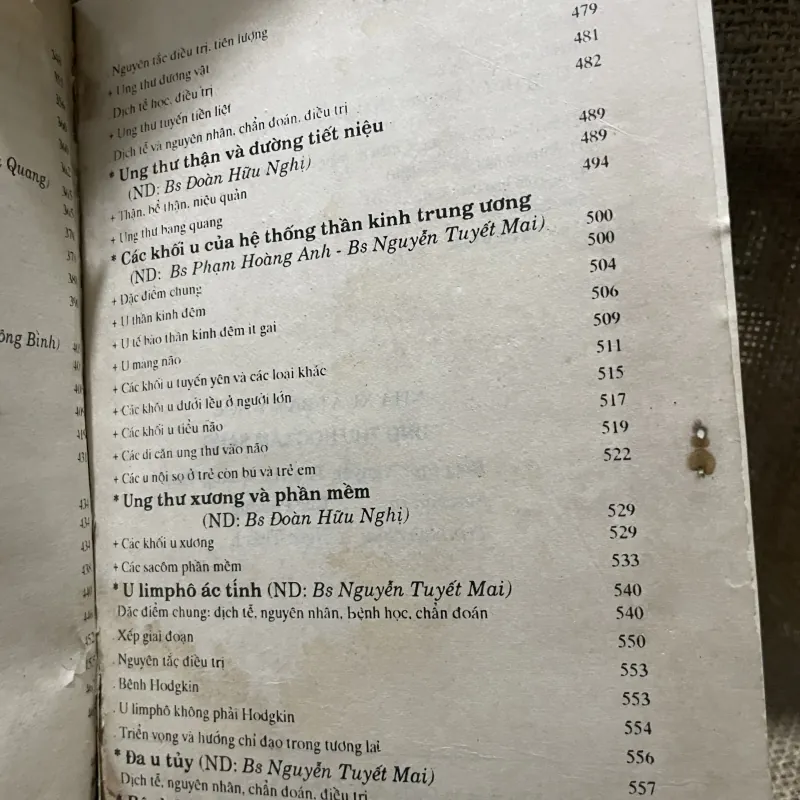 Quang)
ông Bình)
Nguyên tắc điều trị, tiên lượng 479
+ Ung thư dương vật 481
. Dịch tễ học, điều trị 482
+ Ung thư tuyến tiền liệt
Dịch tễ và nguyên nhân, chẩn đoán, điều trị
* Ung thư thận và đường tiết niệu 489
(ND: Bs Đoàn Hữu Nghị) 489
+ Thận, bể thận, niệu quản 494
+ Ung thư bàng quang
* Các khối u của hệ thống thần kinh trung ương 500
(ND: Bs Phạm Hoàng Anh - Bs Nguyễn Tuyết Mai) 500
+ Đặc điểm chung 504
+ U thần kinh đệm 506
+ U tế bào thần kinh đệm ít gai 509
+ U màng não 511
+ Các khối u tuyến yên và các loại khác 515
+ Các khối u dưới lều ở người lớn 517
+ Các khối u tiểu não 519
+ Các di căn ung thư vào não 522
+ Các u nội sọ ở trẻ còn bú và trẻ em
* Ung thư xương và phần mềm
(ND: Bs Đoàn Hữu Nghị) 529
+ Các khối u xương 529
+ Các sacôm phần mềm 533
* U limphô ác tính (ND: Bs Nguyễn Tuyết Mai) 540
Đặc điểm chung: dịch tễ, nguyên nhân, bệnh học, chẩn đoán 540
. Xếp giai đoạn 550
. Nguyên tắc điều trị 553
. Bệnh Hodgkin 553
. U limphô không phải Hodgkin 554
. Triển vọng và hướng chỉ đạo trong tương lai 556
* Đa u tủy (ND: Bs Nguyễn Tuyết Mai) 557
Dịch tễ, nguyên nhân, chẩn đoán, điều trị